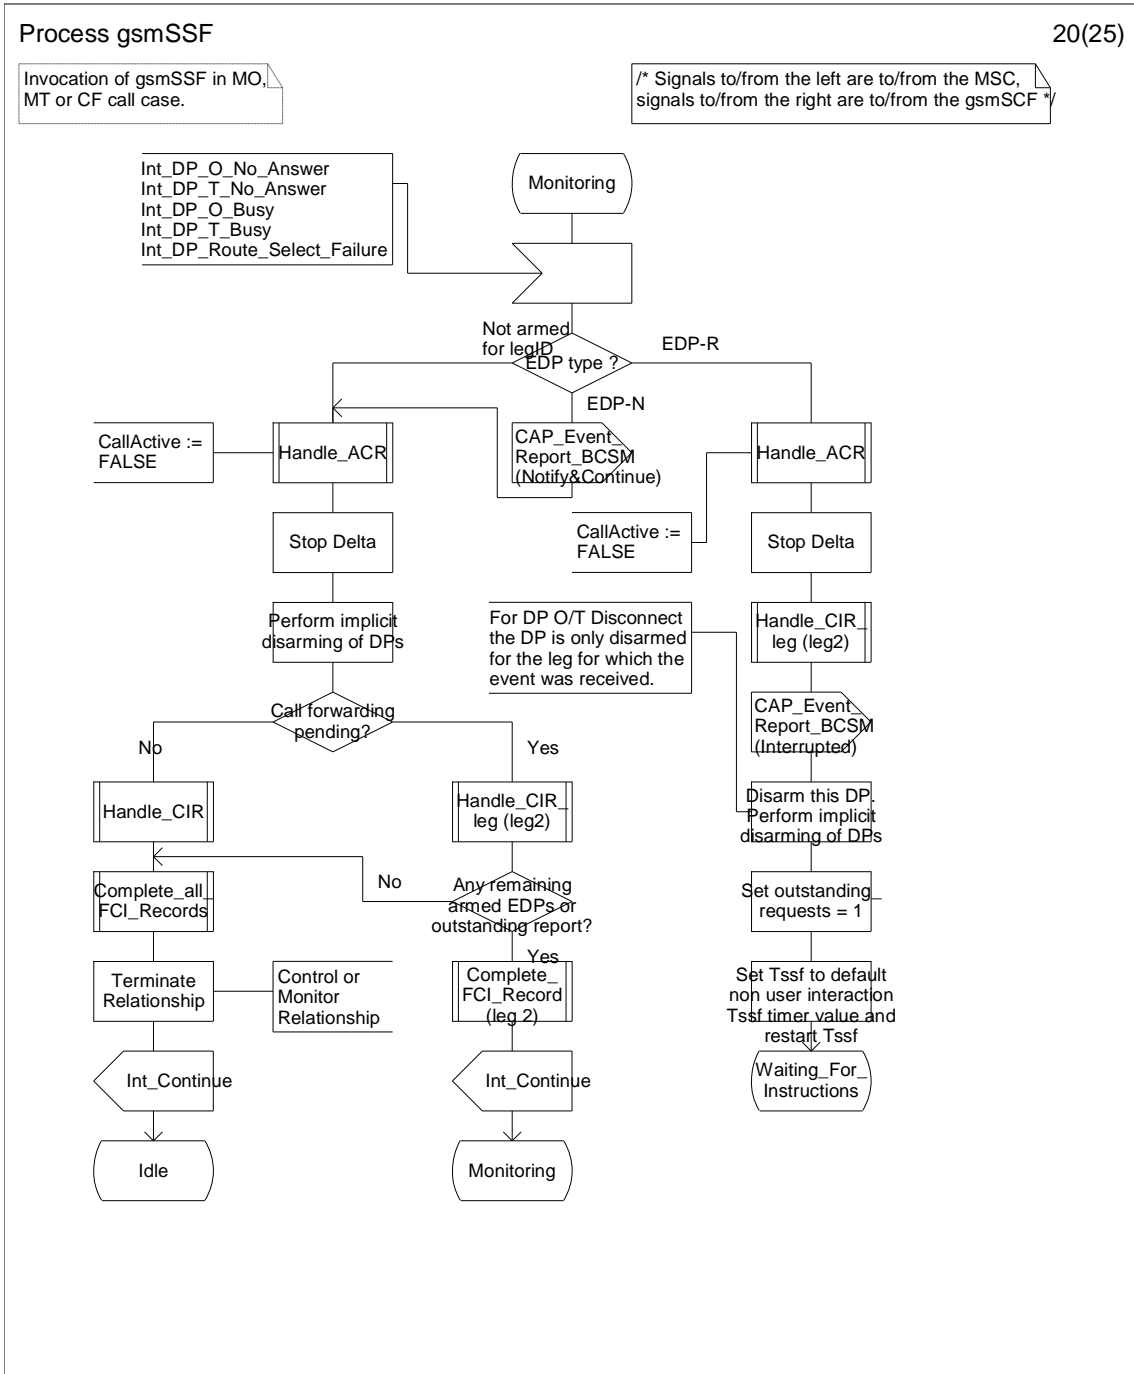 Process gsmSSF
20(25)
Invocation of gsmSSF in MO,
MT or CF call case.
/* Signals to/from the left are to/from the MSC,
signals to/from the right are to/from the gsmSCF */
Int_DP_O_No_Answer
Int_DP_T_No_Answer
Int_DP_O_Busy
Int_DP_T_Busy
Int_DP_Route_Select_Failure
Monitoring
Not armed
for legID
EDP type ?
EDP-R
EDP-N
CallActive :=
FALSE
Handle_ACR
CAP_Event_
Report_BCSM
(Notify&Continue)
Handle_ACR
Stop Delta
CallActive :=
FALSE
Stop Delta
Perform implicit
disarming of DPs
For DP O/T Disconnect
the DP is only disarmed
for the leg for which the
event was received.
Handle_CIR_
leg (leg2)
Call forwarding
pending?
No
Yes
CAP_Event_
Report_BCSM
(Interrupted)
Handle_CIR
Handle_CIR_
leg (leg2)
Disarm this DP.
Perform implicit
disarming of DPs
Complete_all_
FCI_Records
No
Any remaining
armed EDPs or
outstanding report?
Yes
Set outstanding_
requests = 1
Terminate
Relationship
Control or
Monitor
Relationship
Complete_
FCI_Record
(leg 2)
Set Tssf to default
non user interaction
Tssf timer value and
restart Tssf
Int_Continue
Int_Continue
Waiting_For_
Instructions
Idle
Monitoring